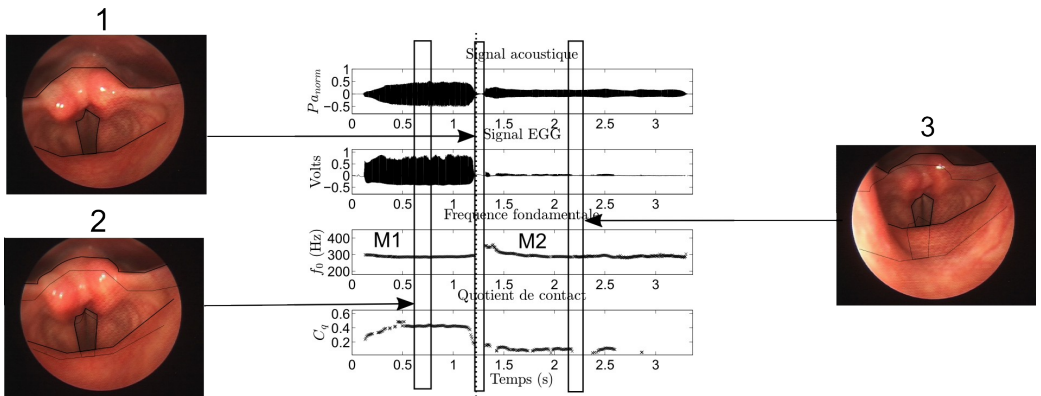 1
Signal acoustique
Pa_norm
1
0.5
0
−0.5
0 0.5 1 1.5 2 2.5 3
3
Signal EGG
Volts
1
0.5
0
−0.5
0 0.5 1 1.5 2 2.5 3
2
Frequence fondamentale
f_0 (Hz)
400
300
200
M1 M2
0 0.5 1 1.5 2 2.5 3
Quotient de contact
C_q
0.6
0.4
0.2
0 0.5 1 1.5 2 2.5 3
Temps (s)